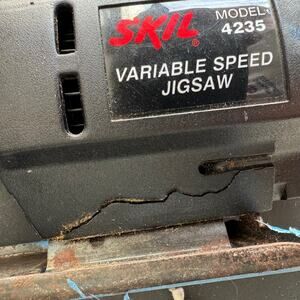 SKIL®
MODEL
4235
VARIABLE SPEED
JIGSAW